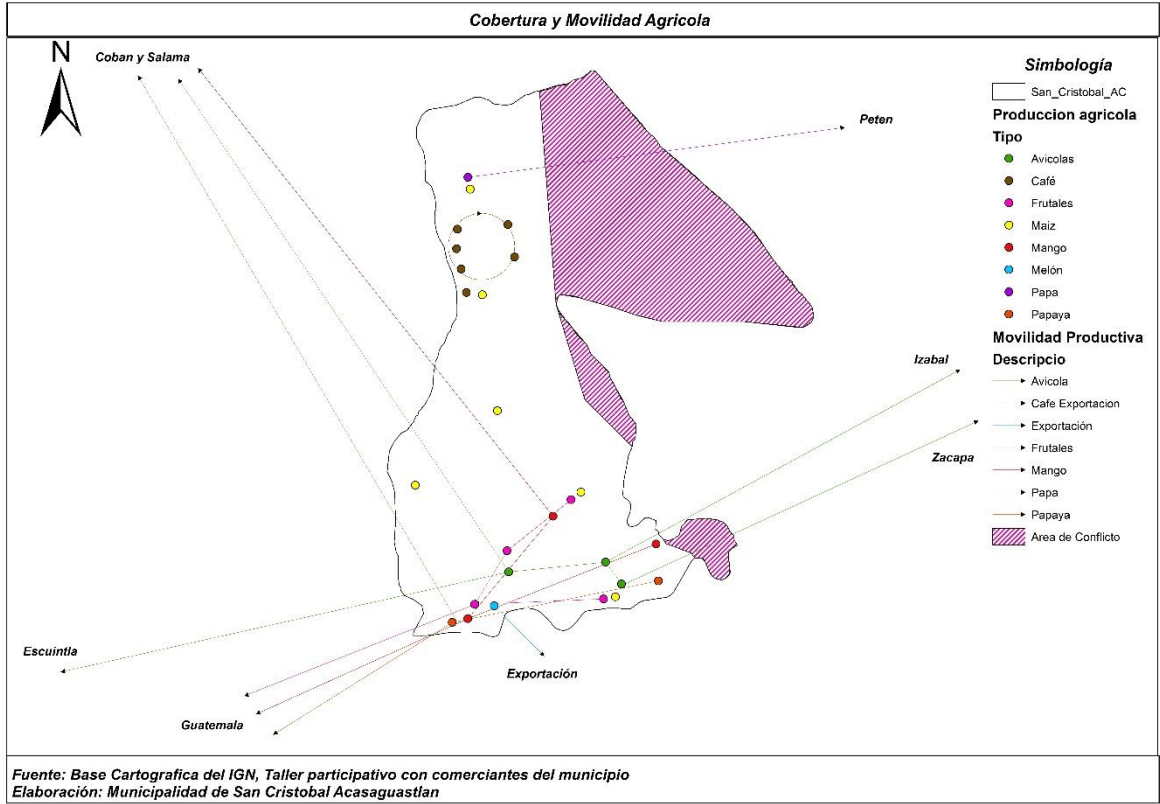 Cobertura y Movilidad Agricola
N
Coban y Salama
Peten
Izabal
Zacapa
Escuintla
Guatemala
Exportación
Simbología
San_Cristobal_AC
Produccion agricola
Tipo
Avicolas
Café
Frutales
Maiz
Mango
Melón
Papa
Papaya
Movilidad Productiva
Descripcio
Avicola
Cafe Exportacion
Exportación
Frutales
Mango
Papa
Papaya
Area de Conflicto
Fuente: Base Cartografica del IGN, Taller participativo con comerciantes del municipio
Elaboración: Municipalidad de San Cristobal Acasaguastlan